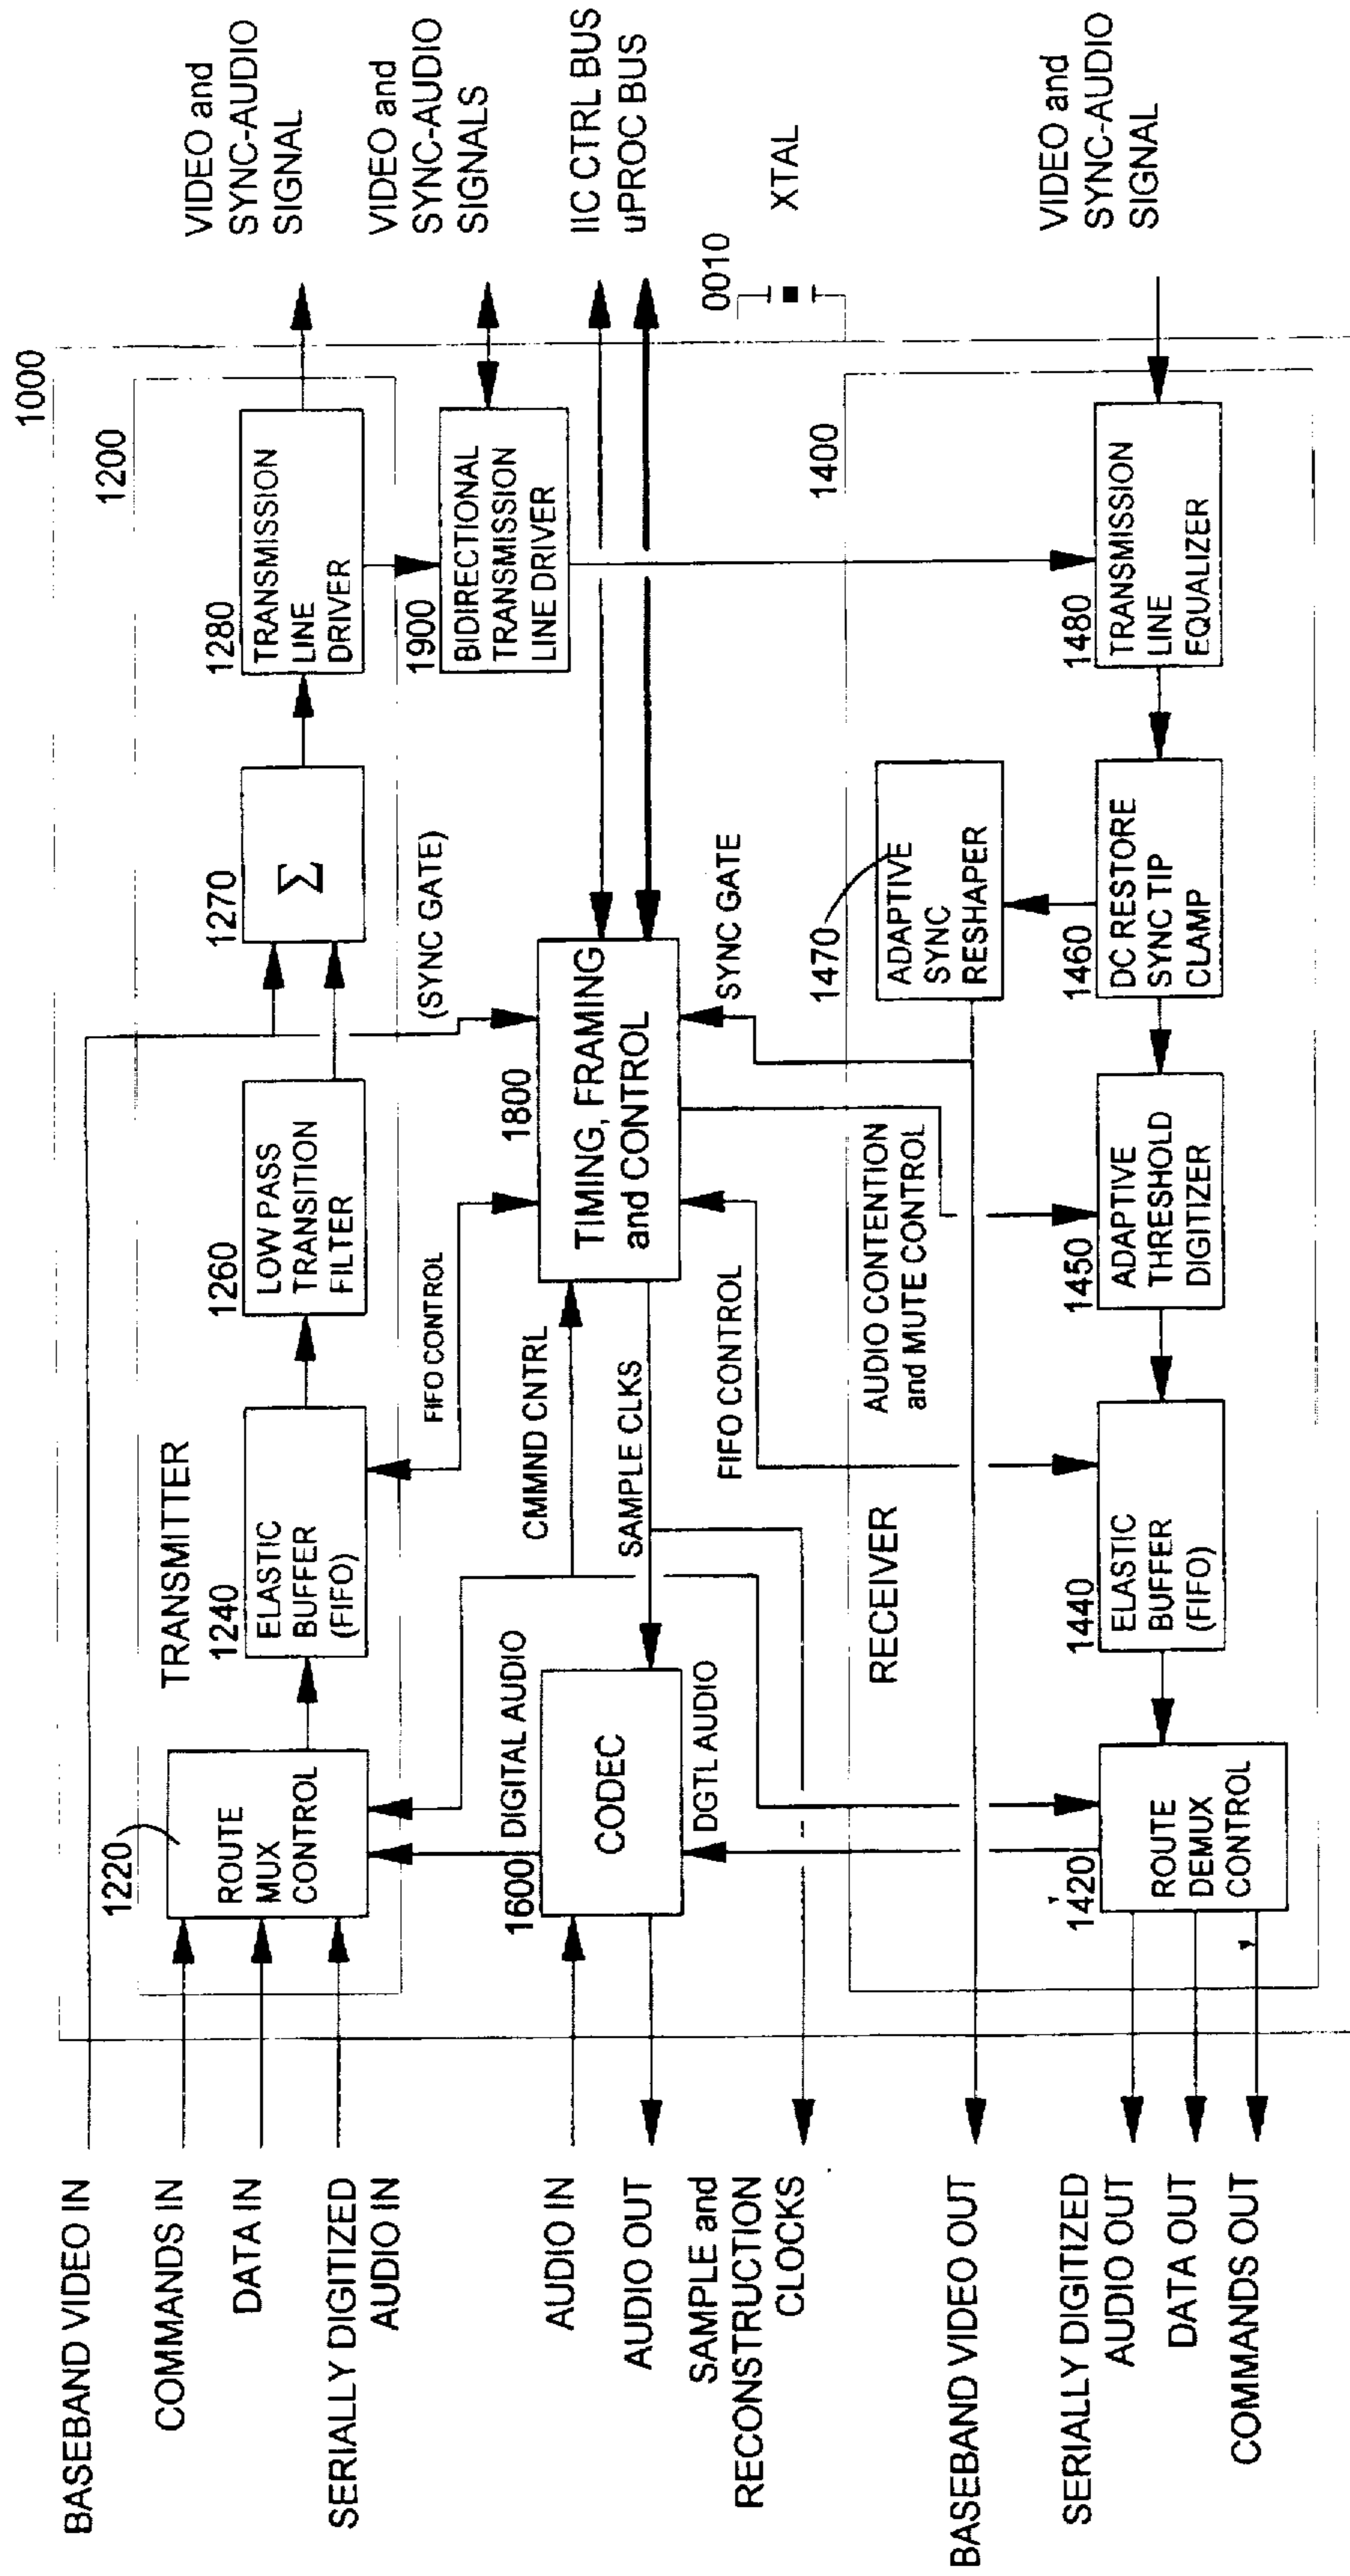 BASEBAND VIDEO IN
COMMANDS IN
DATA IN
SERIALLY DIGITIZED
AUDIO IN
AUDIO IN
AUDIO OUT
SAMPLE and
RECONSTRUCTION
CLOCKS
BASEBAND VIDEO OUT
SERIALLY DIGITIZED
AUDIO OUT
DATA OUT
COMMANDS OUT
1000
1200
TRANSMITTER
1220
ROUTE
MUX
CONTROL
1240
ELASTIC
BUFFER
(FIFO)
1260
LOW PASS
TRANSITION
FILTER
1270
Σ
1280
TRANSMISSION
LINE
DRIVER
1900
BIDIRECTIONAL
TRANSMISSION
LINE DRIVER
FIFO CONTROL
(SYNC GATE)
DIGITAL AUDIO
1600
CODEC
DGTL AUDIO
CMMND CNTRL
SAMPLE CLKS
1800
TIMING, FRAMING
and CONTROL
FIFO CONTROL
SYNC GATE
AUDIO CONTENTION
and MUTE CONTROL
RECEIVER
1400
1420
ROUTE
DEMUX
CONTROL
1440
ELASTIC
BUFFER
(FIFO)
1450
ADAPTIVE
THRESHOLD
DIGITIZER
1460
DC RESTORE
SYNC TIP
CLAMP
1470
ADAPTIVE
SYNC
RESHAPER
1480
TRANSMISSION
LINE
EQUALIZER
VIDEO and
SYNC-AUDIO
SIGNAL
VIDEO and
SYNC-AUDIO
SIGNALS
IIC CTRL BUS
uPROC BUS
0010
XTAL
VIDEO and
SYNC-AUDIO
SIGNAL